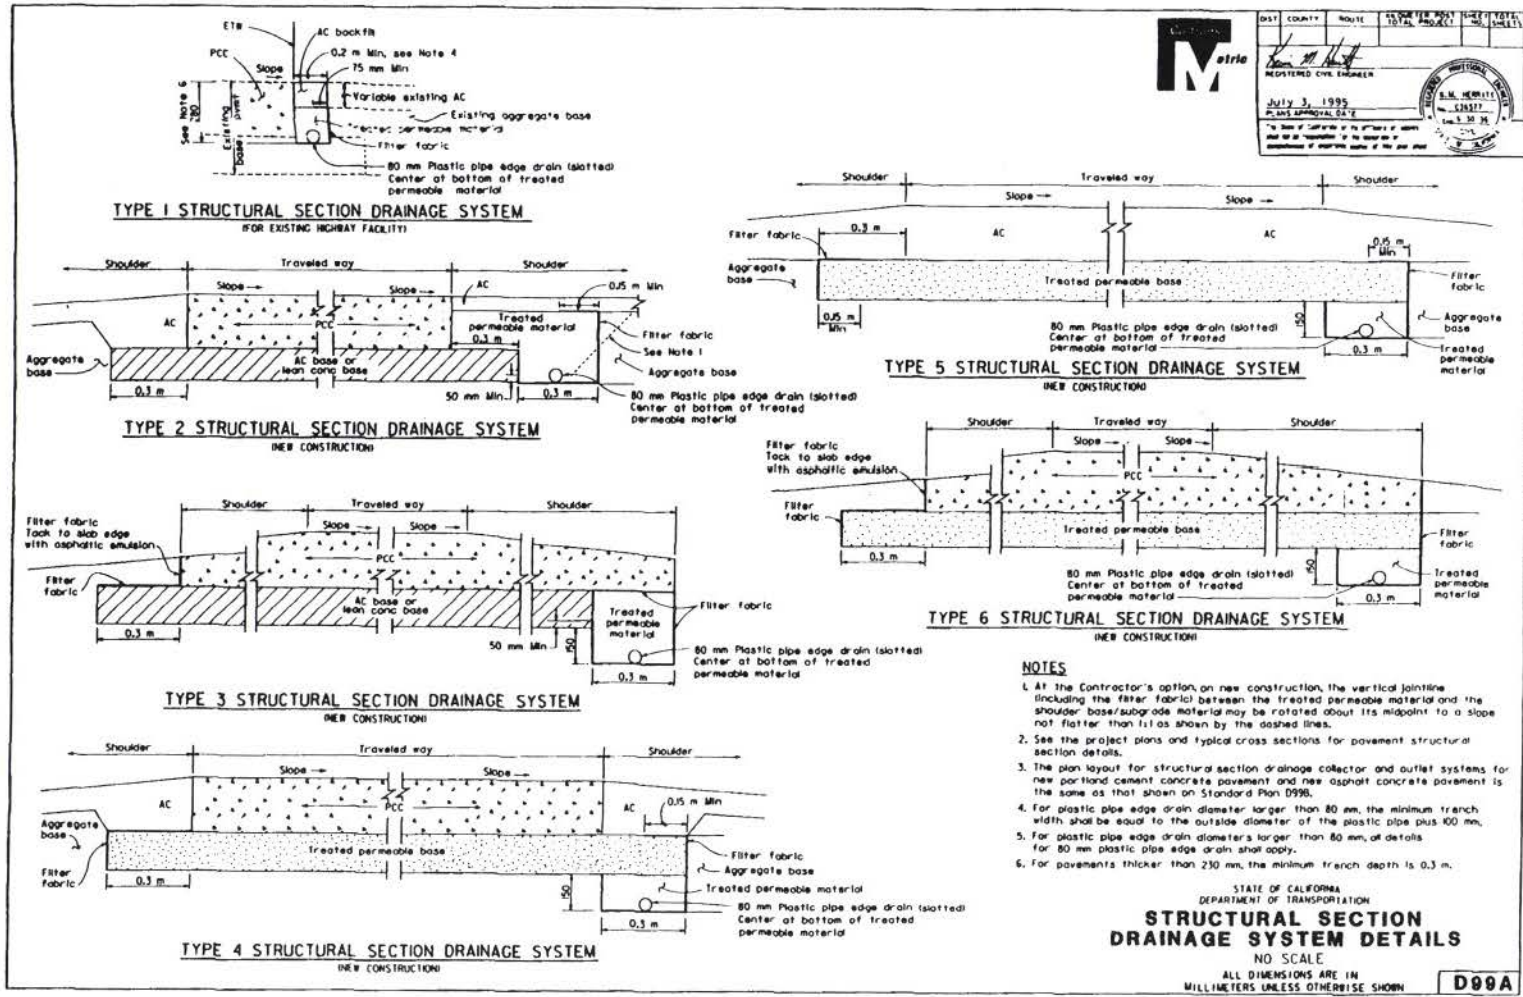 ETW
AC backfill
PCC
0.2 m Min, see Note 4
Slope
75 mm Min
Variable existing AC
See Note 6
280
Existing pvmt
base
Existing aggregate base
Treated permeable material
Filter fabric
80 mm Plastic pipe edge drain (slotted)
Center at bottom of treated
permeable material
TYPE 1 STRUCTURAL SECTION DRAINAGE SYSTEM
(FOR EXISTING HIGHWAY FACILITY)
Shoulder
Traveled way
Shoulder
Slope
Slope
AC
0.15 m Min
AC
PCC
Treated
permeable material
Filter fabric
0.3 m
See Note 1
Aggregate
base
AC base or
lean conc base
Aggregate base
0.3 m
50 mm Min
0.3 m
80 mm Plastic pipe edge drain (slotted)
Center at bottom of treated
permeable material
TYPE 2 STRUCTURAL SECTION DRAINAGE SYSTEM
(NEW CONSTRUCTION)
Filter fabric
Tack to slab edge
with asphaltic emulsion
Shoulder
Traveled way
Shoulder
Slope
Slope
PCC
Filter
fabric
AC base or
lean conc base
Treated
permeable
material
Filter fabric
0.3 m
50 mm Min
150
0.3 m
80 mm Plastic pipe edge drain (slotted)
Center at bottom of treated
permeable material
TYPE 3 STRUCTURAL SECTION DRAINAGE SYSTEM
(NEW CONSTRUCTION)
Shoulder
Traveled way
Shoulder
Slope
Slope
AC
PCC
AC
0.15 m Min
Aggregate
base
Treated permeable base
Filter fabric
Aggregate base
Filter
fabric
0.3 m
150
Treated permeable material
0.3 m
80 mm Plastic pipe edge drain (slotted)
Center at bottom of treated
permeable material
TYPE 4 STRUCTURAL SECTION DRAINAGE SYSTEM
(NEW CONSTRUCTION)
Metric
DIST
COUNTY
ROUTE
KILOMETER POST
TOTAL PROJECT
SHEET
NO.
TOTAL
SHEETS
REGISTERED CIVIL ENGINEER
July 3, 1995
PLANS APPROVAL DATE
REGISTERED PROFESSIONAL ENGINEER
CIVIL
Shoulder
Traveled way
Shoulder
Slope
Slope
Filter fabric
0.3 m
AC
AC
0.15 m
Min
Aggregate
base
Treated permeable base
Filter
fabric
0.15 m
Min
80 mm Plastic pipe edge drain (slotted)
Center at bottom of treated
permeable material
150
Aggregate
base
0.3 m
Treated
permeable
material
TYPE 5 STRUCTURAL SECTION DRAINAGE SYSTEM
(NEW CONSTRUCTION)
Filter fabric
Tack to slab edge
with asphaltic emulsion
Shoulder
Traveled way
Shoulder
Slope
Slope
PCC
Filter
fabric
Treated permeable base
Filter
fabric
0.3 m
80 mm Plastic pipe edge drain (slotted)
Center at bottom of treated
permeable material
150
Treated
permeable
material
0.3 m
TYPE 6 STRUCTURAL SECTION DRAINAGE SYSTEM
(NEW CONSTRUCTION)
NOTES
1. At the Contractor's option, on new construction, the vertical jointline
(including the filter fabric) between the treated permeable material and the
shoulder base/subgrade material may be rotated about its midpoint to a slope
not flatter than 1:1 as shown by the dashed lines.
2. See the project plans and typical cross sections for pavement structural
section details.
3. The plan layout for structural section drainage collector and outlet systems for
new portland cement concrete pavement and new asphalt concrete pavement is
the same as that shown on Standard Plan D99B.
4. For plastic pipe edge drain diameter larger than 80 mm, the minimum trench
width shall be equal to the outside diameter of the plastic pipe plus 100 mm.
5. For plastic pipe edge drain diameters larger than 80 mm, all details
for 80 mm plastic pipe edge drain shall apply.
6. For pavements thicker than 230 mm, the minimum trench depth is 0.3 m.
STATE OF CALIFORNIA
DEPARTMENT OF TRANSPORTATION
STRUCTURAL SECTION
DRAINAGE SYSTEM DETAILS
NO SCALE
ALL DIMENSIONS ARE IN
MILLIMETERS UNLESS OTHERWISE SHOWN
D99A